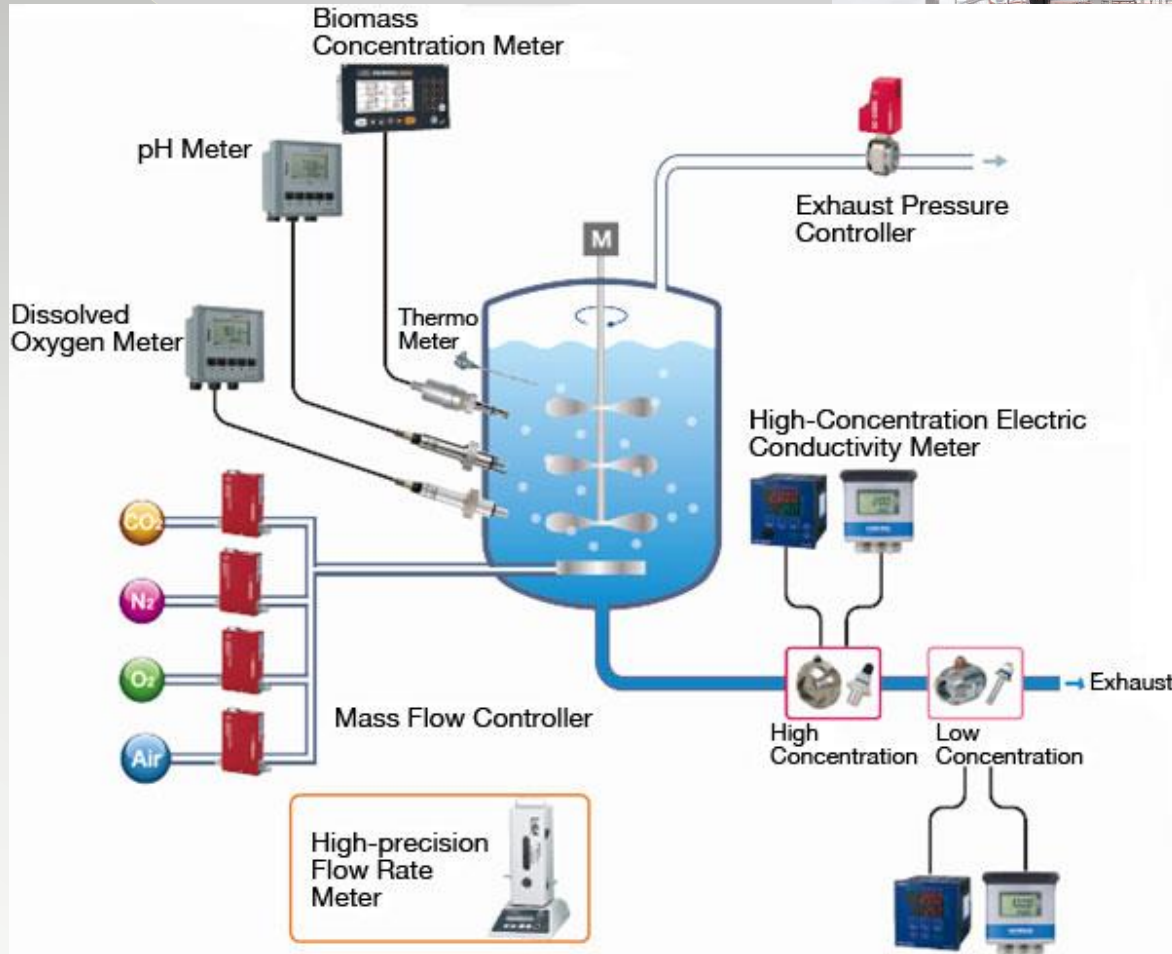 Biomass
Concentration Meter
pH Meter
Exhaust Pressure
Controller
M
Dissolved
Oxygen Meter
Thermo
Meter
High-Concentration Electric
Conductivity Meter
CO2
N2
O2
Air
Mass Flow Controller
Exhaust
High
Concentration
Low
Concentration
High-precision
Flow Rate
Meter